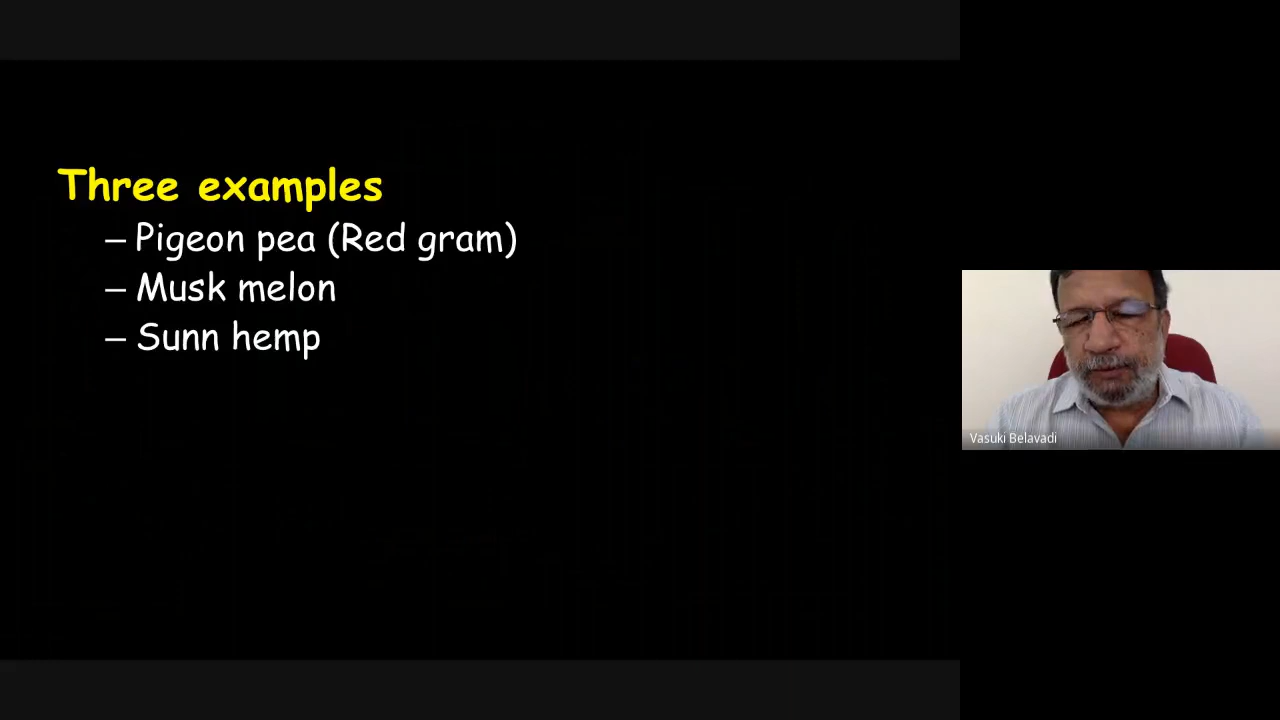 Three examples
– Pigeon pea (Red gram)
– Musk melon
– Sunn hemp
Vasuki Belavadi